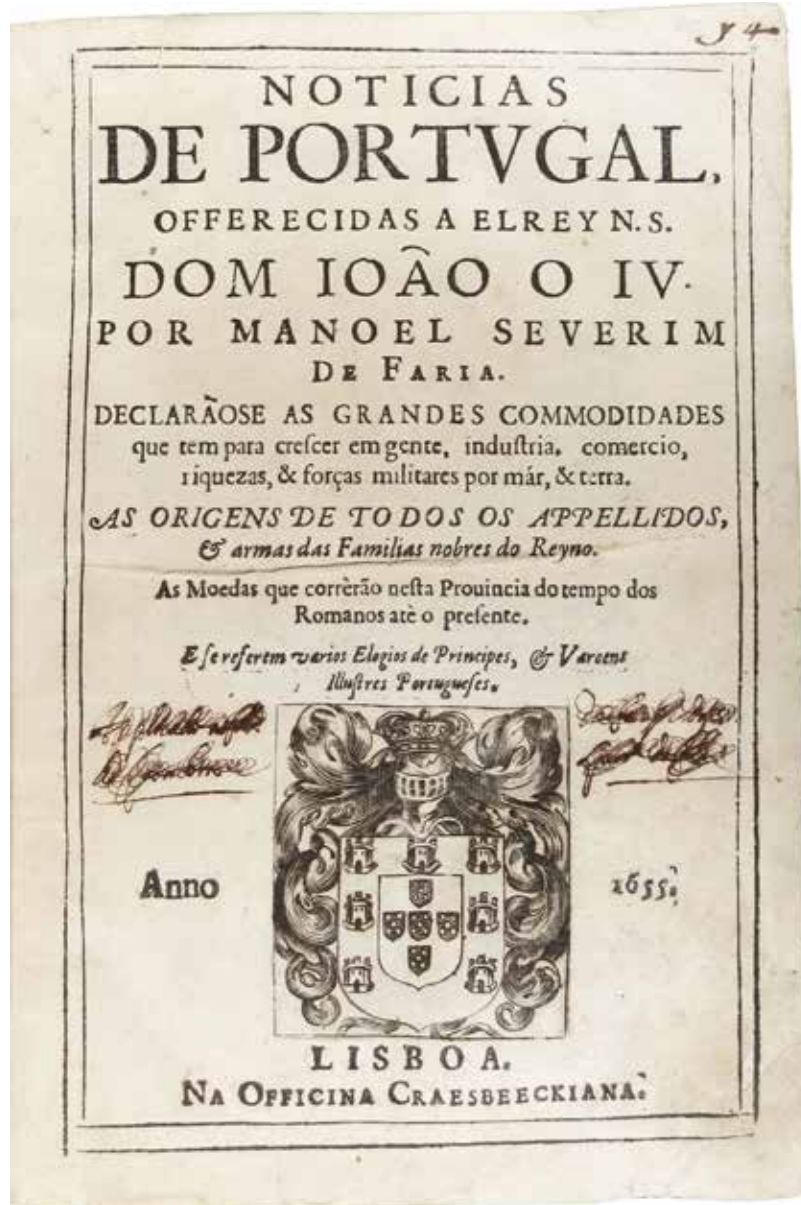 34
NOTICIAS
DE PORTVGAL,
OFFERECIDAS A ELREY N. S.
DOM IOÃO O IV.
POR MANOEL SEVERIM
DE FARIA.
DECLARÃOSE AS GRANDES COMMODIDADES
que tem para creſcer em gente, induſtria, comercio,
riquezas, & forças militares por már, & terra.
AS ORIGENS DE TODOS OS APPELLIDOS,
& armas das Familias nobres do Reyno.
As Moedas que corrèrão neſta Prouincia do tempo dos
Romanos atè o preſente.
E ſe referem varios Elogios de Principes, & Varoens
Illuſtres Portugueſes.
Anno 1655.
LISBOA.
NA OFFICINA CRAESBEECKIANA.